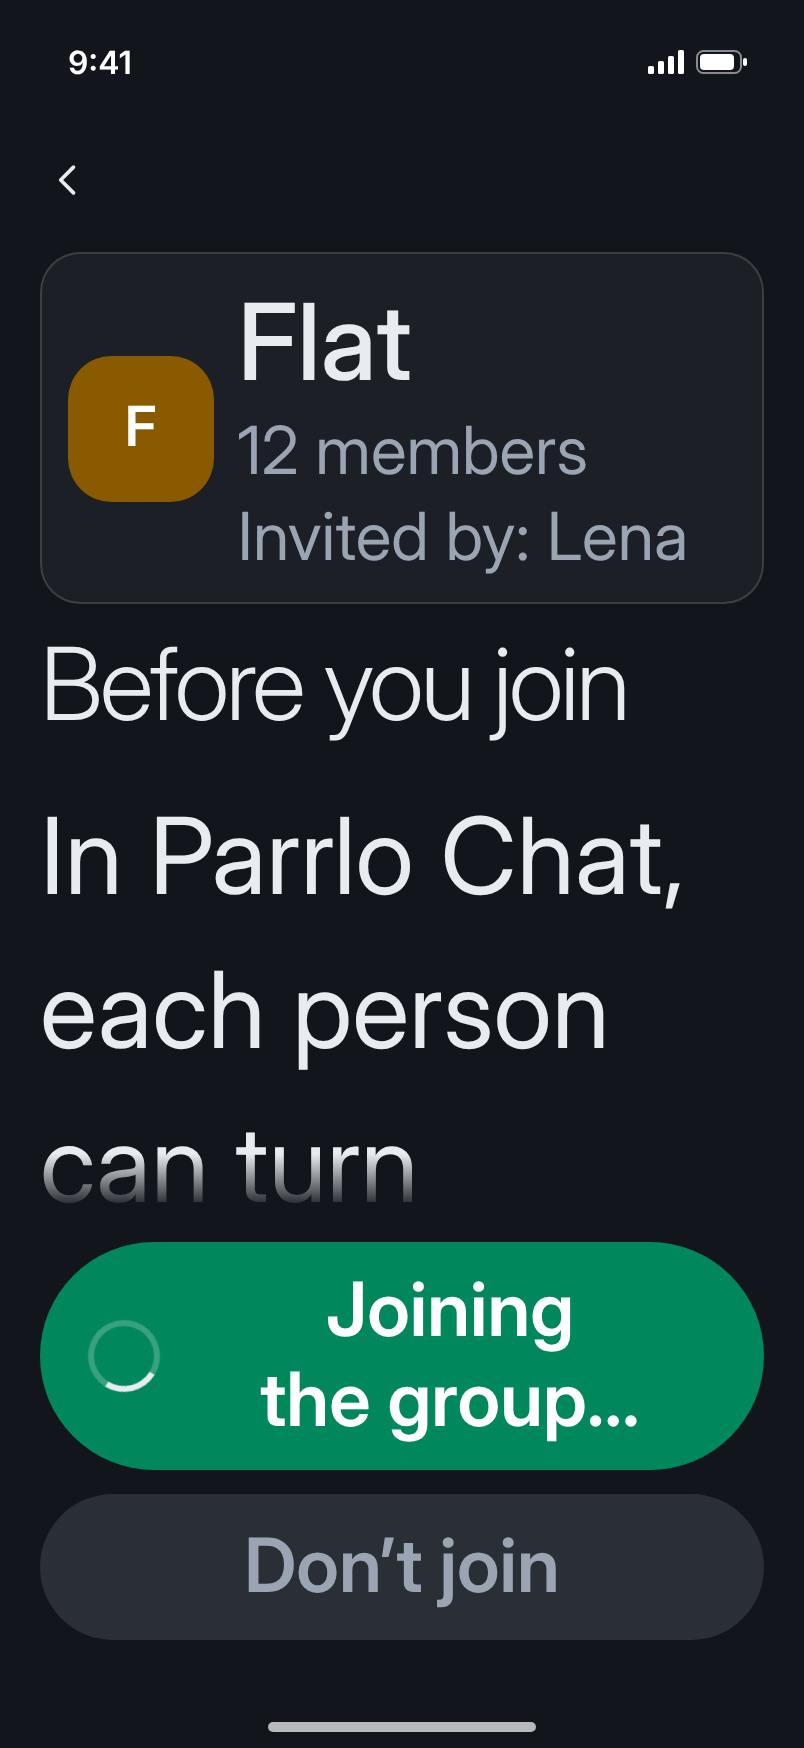 9:41
F
Flat
12 members
Invited by: Lena
Before you join
In Parrlo Chat,
each person
can turn
Joining
the group...
Don't join